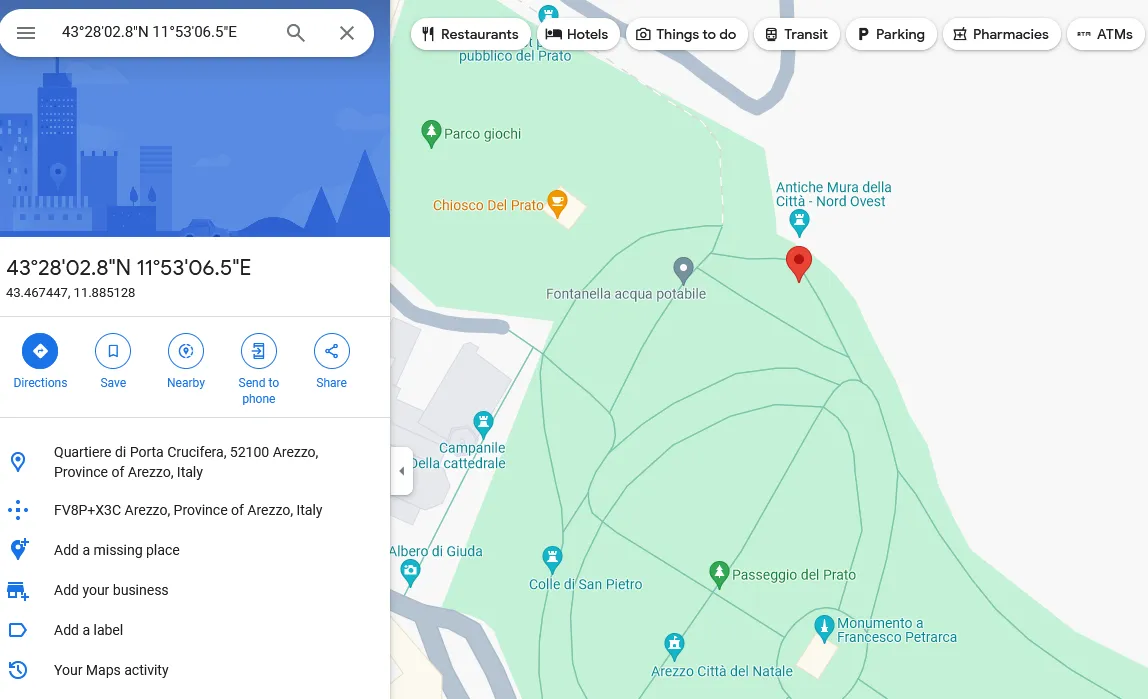 43°28'02.8"N 11°53'06.5"E
Restaurants
Hotels
Things to do
Transit
Parking
Pharmacies
ATM
ATMs
pubblico del Prato
Parco giochi
Chiosco Del Prato
Antiche Mura della
Città - Nord Ovest
Fontanella acqua potabile
43°28'02.8"N 11°53'06.5"E
43.467447, 11.885128
Directions
Save
Nearby
Send to
phone
Share
Quartiere di Porta Crucifera, 52100 Arezzo,
Province of Arezzo, Italy
FV8P+X3C Arezzo, Province of Arezzo, Italy
Add a missing place
Add your business
Add a label
Your Maps activity
Campanile
Della cattedrale
Albero di Giuda
Colle di San Pietro
Passeggio del Prato
Monumento a
Francesco Petrarca
Arezzo Città del Natale